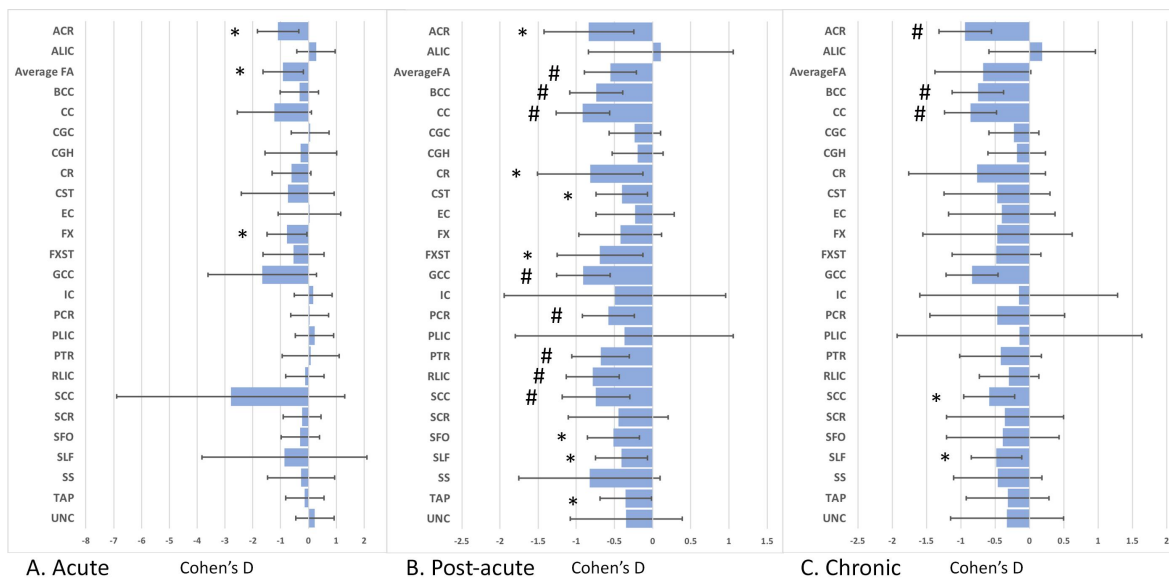 ACR *
ALIC
Average FA *
BCC
CC
CGC
CGH
CR
CST
EC
FX *
FXST
GCC
IC
PCR
PLIC
PTR
RLIC
SCC
SCR
SFO
SLF
SS
TAP
UNC
-8 -7 -6 -5 -4 -3 -2 -1 0 1 2
A. Acute Cohen's D
ACR *
ALIC
AverageFA #
BCC #
CC #
CGC
CGH
CR *
CST *
EC
FX
FXST *
GCC #
IC
PCR #
PLIC
PTR #
RLIC #
SCC #
SCR
SFO *
SLF *
SS
TAP *
UNC
-2.5 -2 -1.5 -1 -0.5 0 0.5 1 1.5
B. Post-acute Cohen's D
ACR #
ALIC
AverageFA
BCC #
CC #
CGC
CGH
CR
CST
EC
FX
FXST
GCC
IC
PCR
PLIC
PTR
RLIC
SCC *
SCR
SFO
SLF *
SS
TAP
UNC
-2.5 -2 -1.5 -1 -0.5 0 0.5 1 1.5 2
C. Chronic Cohen's D